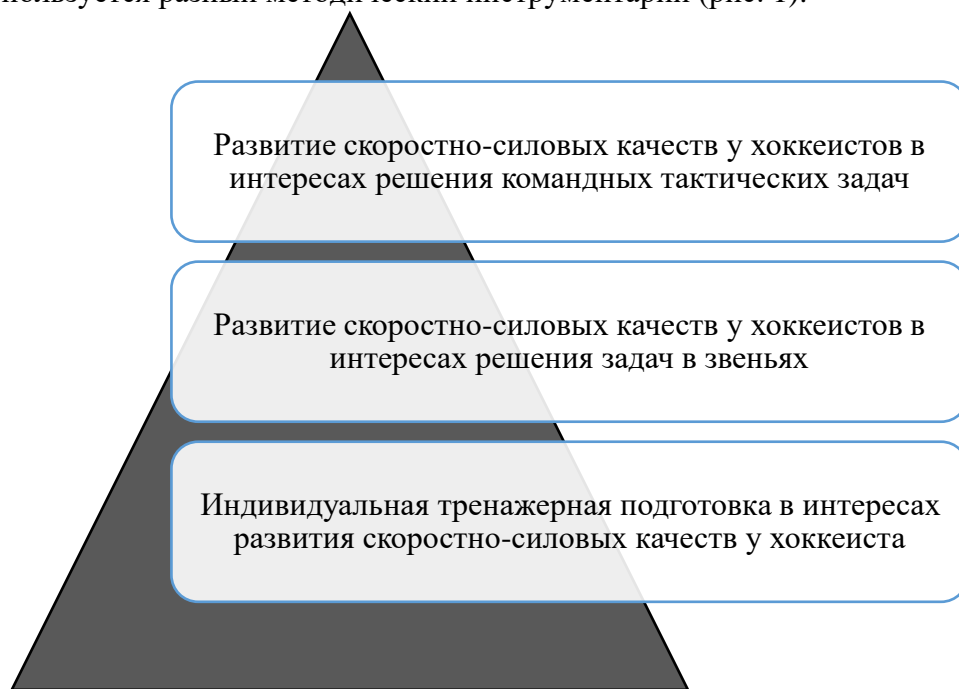 пользуется разный методический инструментарий (рис. 1).
Развитие скоростно-силовых качеств у хоккеистов в
интересах решения командных тактических задач
Развитие скоростно-силовых качеств у хоккеистов в
интересах решения задач в звеньях
Индивидуальная тренажерная подготовка в интересах
развития скоростно-силовых качеств у хоккеиста